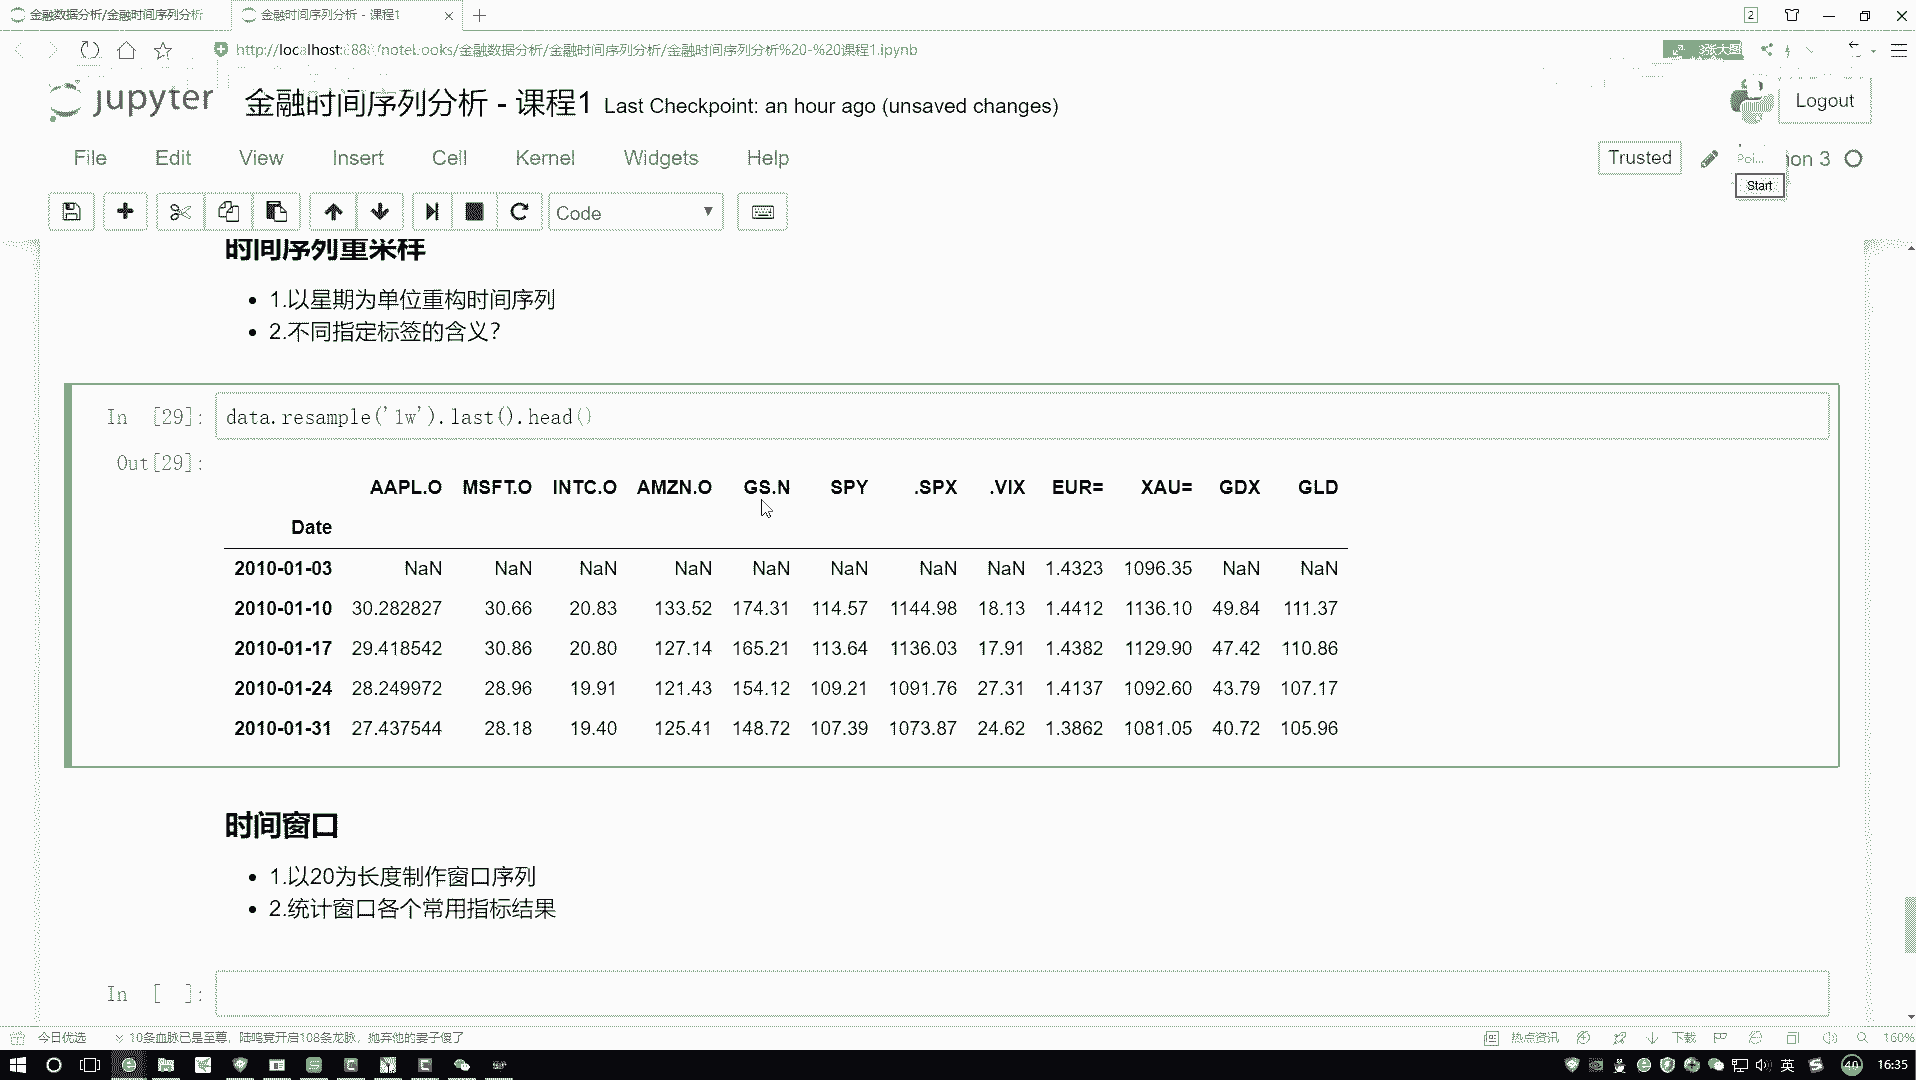 金融数据分析/金融时间序列分析
金融时间序列分析 - 课程1
2
金融数据分析/金融时间序列分析/金融时间序列分析%20-%20课程1.ipynb
3张大图
jupyter
金融时间序列分析 - 课程1 Last Checkpoint: an hour ago (unsaved changes)
Logout
File Edit View Insert Cell Kernel Widgets Help
Trusted
Poi...
on 3
Start
Code
时间序列重采样
1.以星期为单位重构时间序列
2.不同指定标签的含义?
In [29]: data.resample('1w').last().head()
Out[29]:
AAPL.O MSFT.O INTC.O AMZN.O GS.N SPY .SPX .VIX EUR= XAU= GDX GLD
Date
2010-01-03 NaN NaN NaN NaN NaN NaN NaN NaN 1.4323 1096.35 NaN NaN
2010-01-10 30.282827 30.66 20.83 133.52 174.31 114.57 1144.98 18.13 1.4412 1136.10 49.84 111.37
2010-01-17 29.418542 30.86 20.80 127.14 165.21 113.64 1136.03 17.91 1.4382 1129.90 47.42 110.86
2010-01-24 28.249972 28.96 19.91 121.43 154.12 109.21 1091.76 27.31 1.4137 1092.60 43.79 107.17
2010-01-31 27.437544 28.18 19.40 125.41 148.72 107.39 1073.87 24.62 1.3862 1081.05 40.72 105.96
时间窗口
1.以20为长度制作窗口序列
2.统计窗口各个常用指标结果
In [ ]:
今日优选
10条血脉已是至尊，陆鸣竟开启108条龙脉，抛弃他的妻子傻了
热点资讯
下载
160%
英
40
16:35